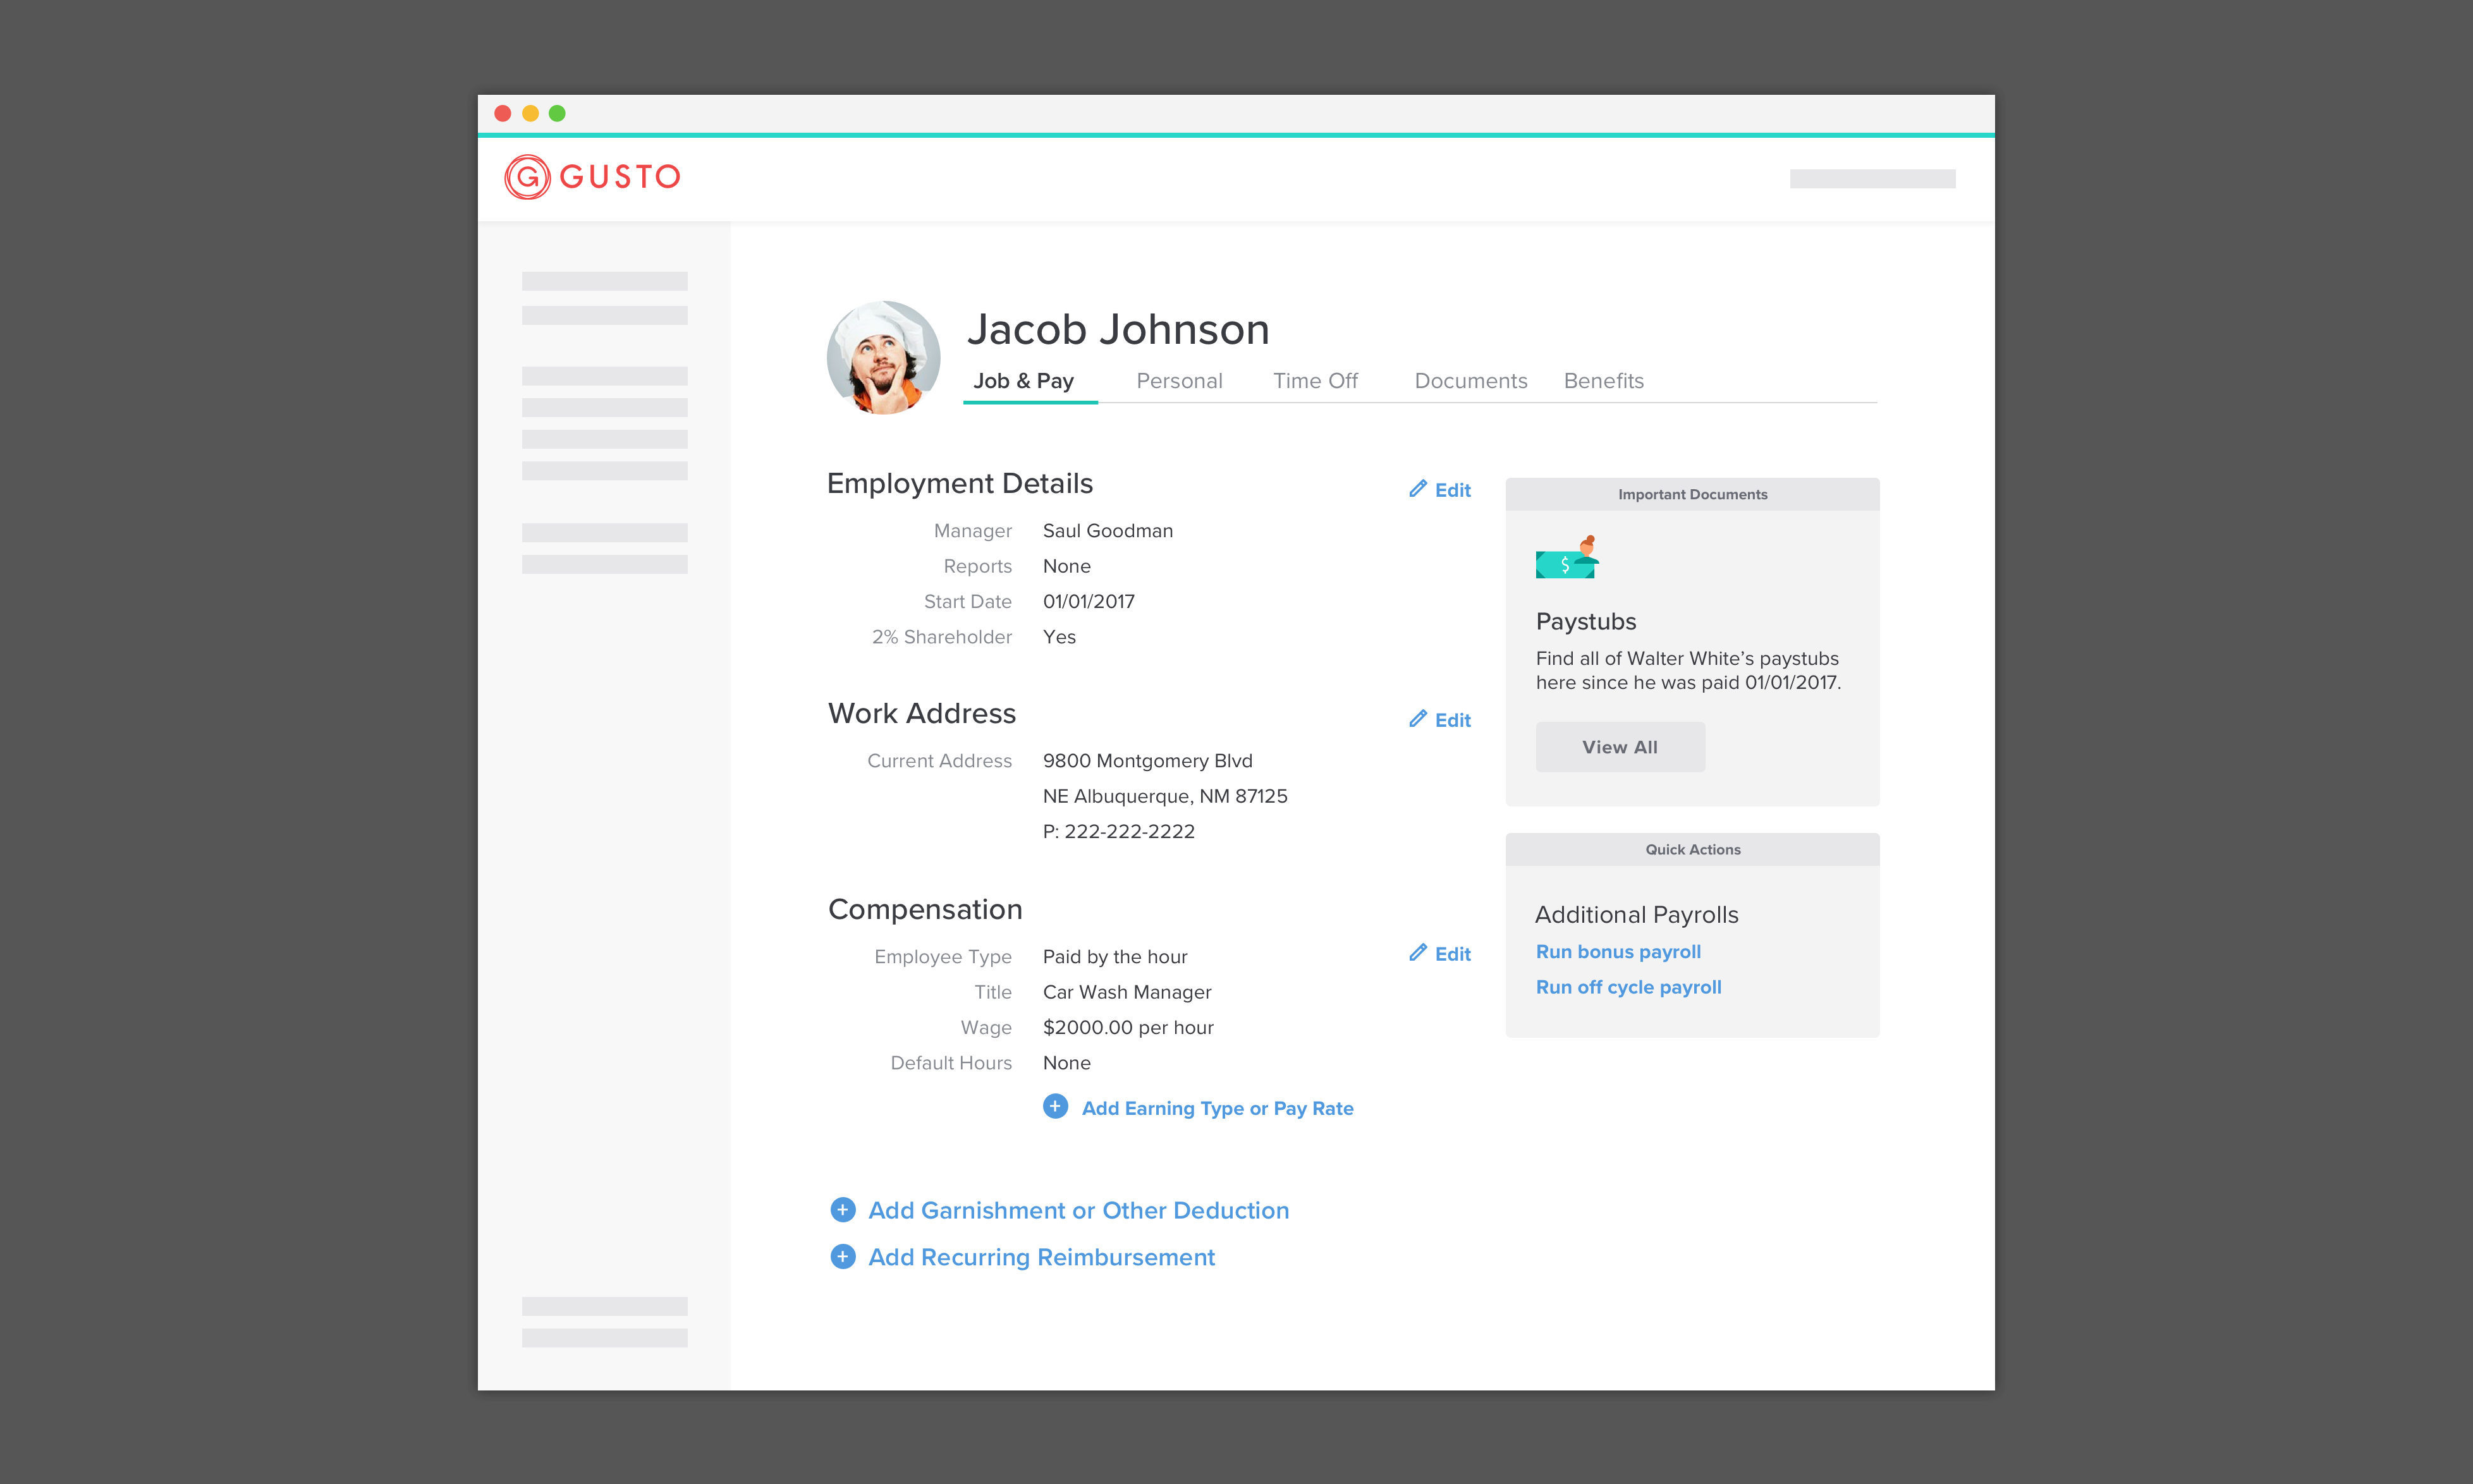 GUSTO
Jacob Johnson
Job & Pay Personal Time Off Documents Benefits
Employment Details
Edit
Manager Saul Goodman
Reports None
Start Date 01/01/2017
2% Shareholder Yes
Work Address
Edit
Current Address 9800 Montgomery Blvd
NE Albuquerque, NM 87125
P: 222-222-2222
Compensation
Edit
Employee Type Paid by the hour
Title Car Wash Manager
Wage $2000.00 per hour
Default Hours None
Add Earning Type or Pay Rate
Add Garnishment or Other Deduction
Add Recurring Reimbursement
Important Documents
$
Paystubs
Find all of Walter White’s paystubs
here since he was paid 01/01/2017.
View All
Quick Actions
Additional Payrolls
Run bonus payroll
Run off cycle payroll